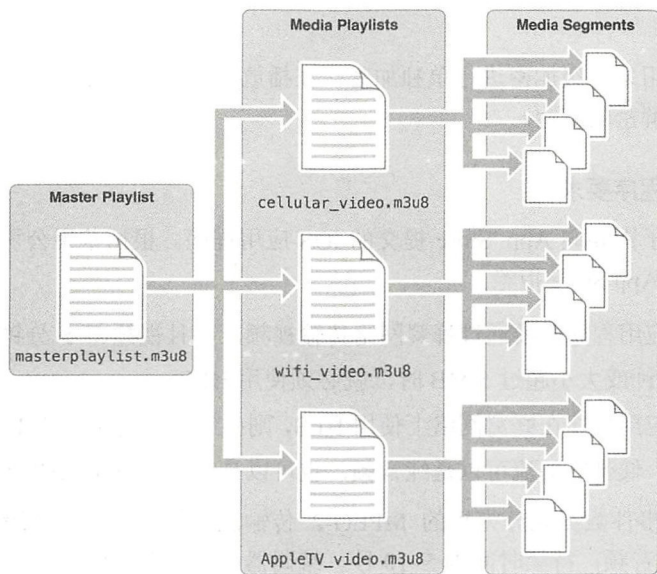 Master Playlist
masterplaylist.m3u8
Media Playlists
cellular_video.m3u8
wifi_video.m3u8
AppleTV_video.m3u8
Media Segments